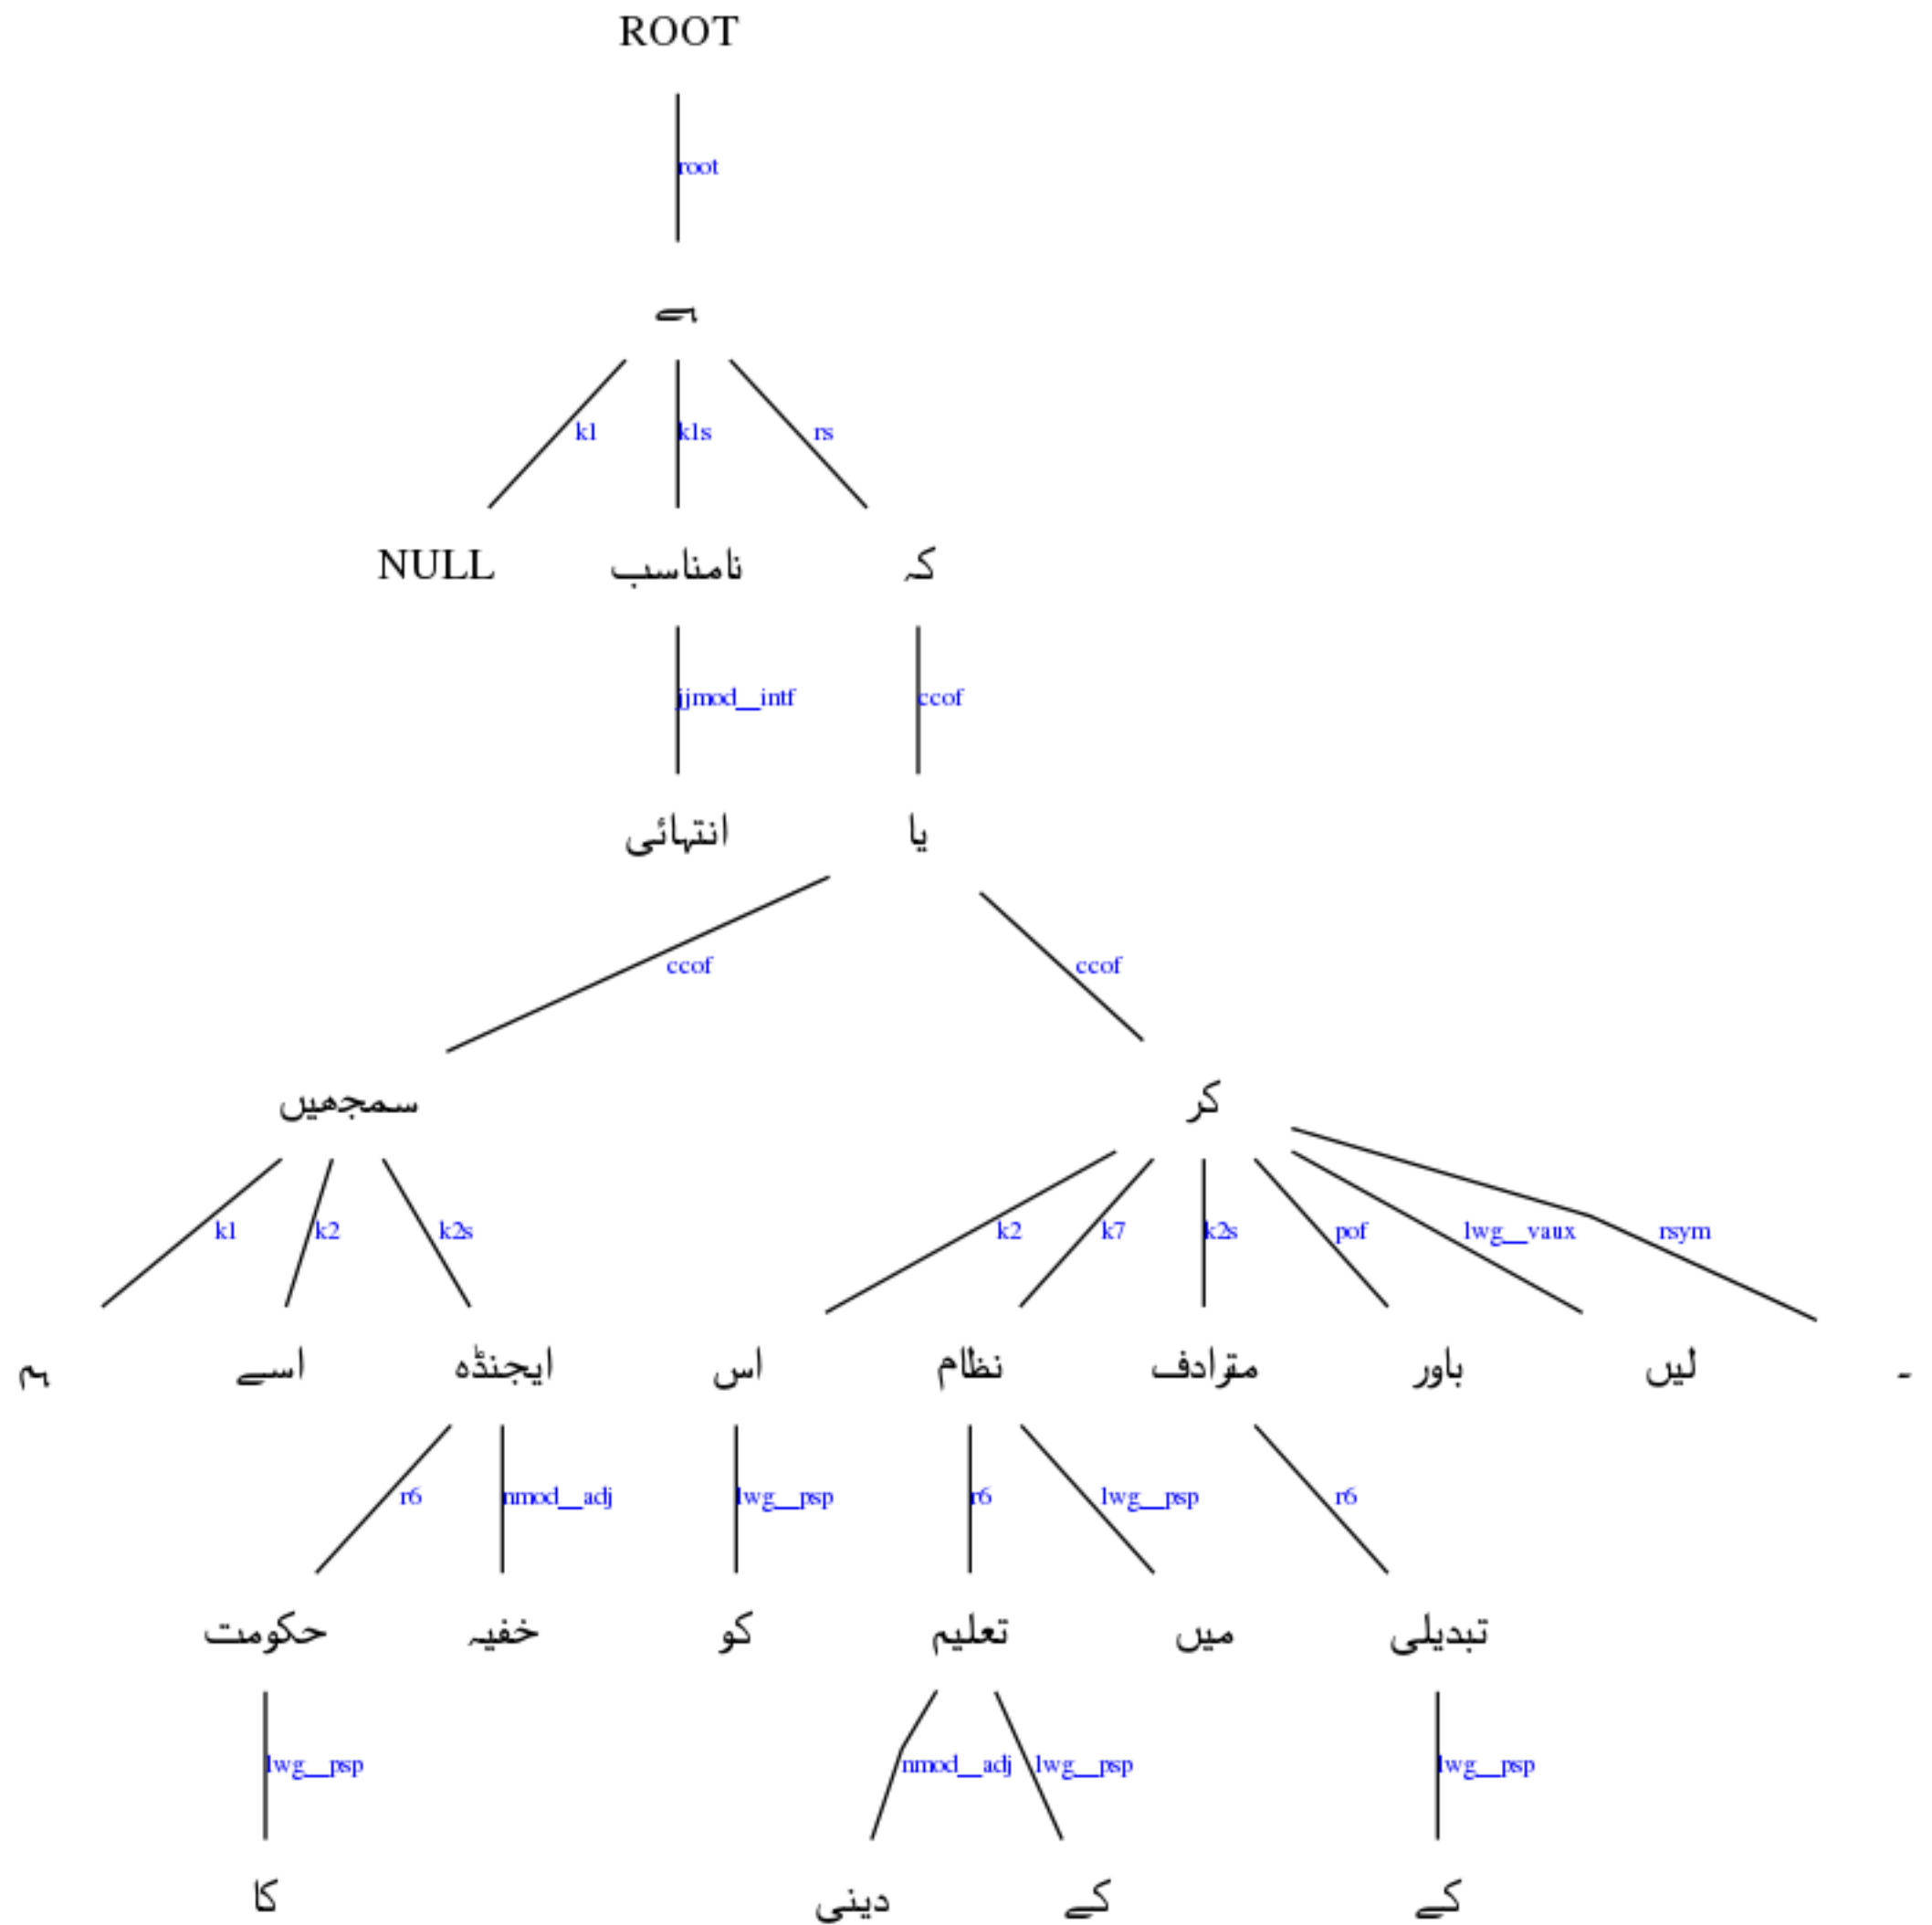 ROOT
root
ہے
k1 k1s rs
NULL نامناسب کہ
jjmod__intf ccof
انتہائی یا
ccof ccof
سمجھیں کر
k1 k2 k2s k2 k7 k2s pof lwg__vaux rsym
ہم اسے ایجنڈہ اس نظام مترادف باور لیں ۔
r6 nmod__adj lwg__psp r6 lwg__psp r6
حکومت خفیہ کو تعلیم میں تبدیلی
lwg__psp nmod__adj lwg__psp lwg__psp
کا دینی کے کے